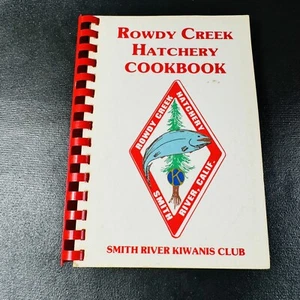 ROWDY CREEK
HATCHERY
COOKBOOK
ROWDY CREEK
HATCHERY
K
SMITH
RIVER, CALIF.
SMITH RIVER KIWANIS CLUB